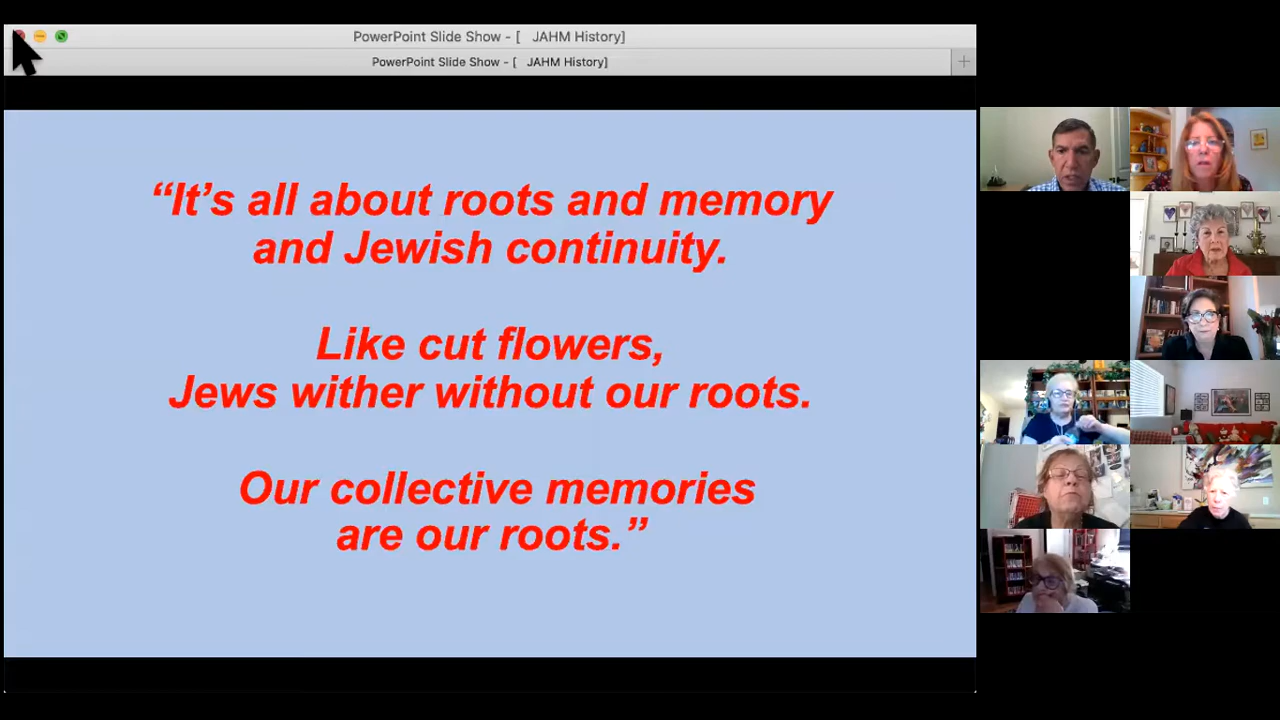 PowerPoint Slide Show - [ JAHM History]
PowerPoint Slide Show - [ JAHM History]
“It’s all about roots and memory
and Jewish continuity.
Like cut flowers,
Jews wither without our roots.
Our collective memories
are our roots.”